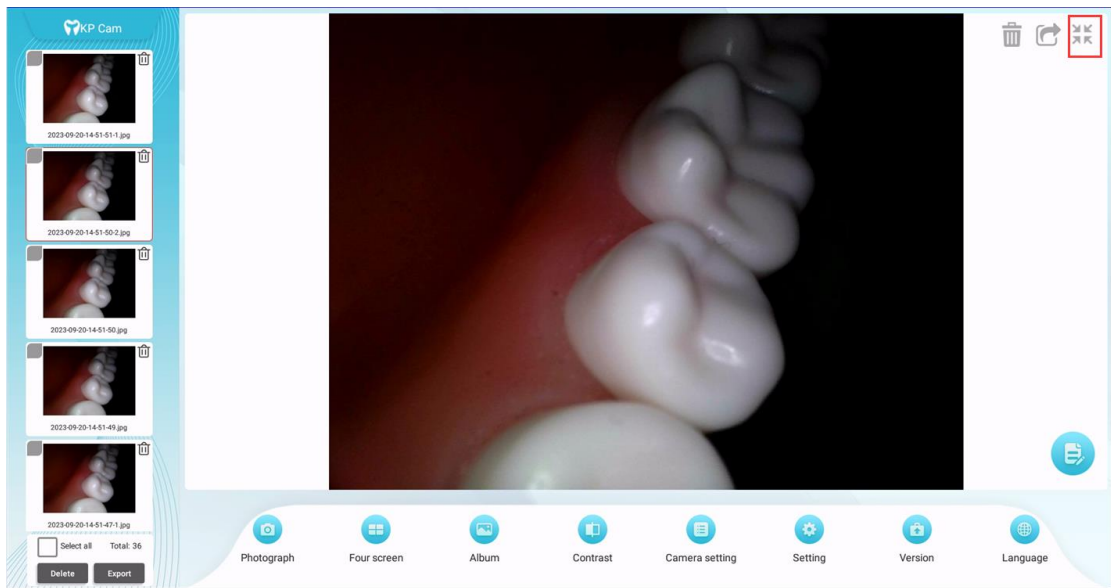 KP Cam
2023-09-20-14-51-51-1.jpg
2023-09-20-14-51-50-2.jpg
2023-09-20-14-51-50.jpg
2023-09-20-14-51-49.jpg
2023-09-20-14-51-47-1.jpg
Select all Total: 36
Delete Export
Photograph Four screen Album Contrast Camera setting Setting Version Language